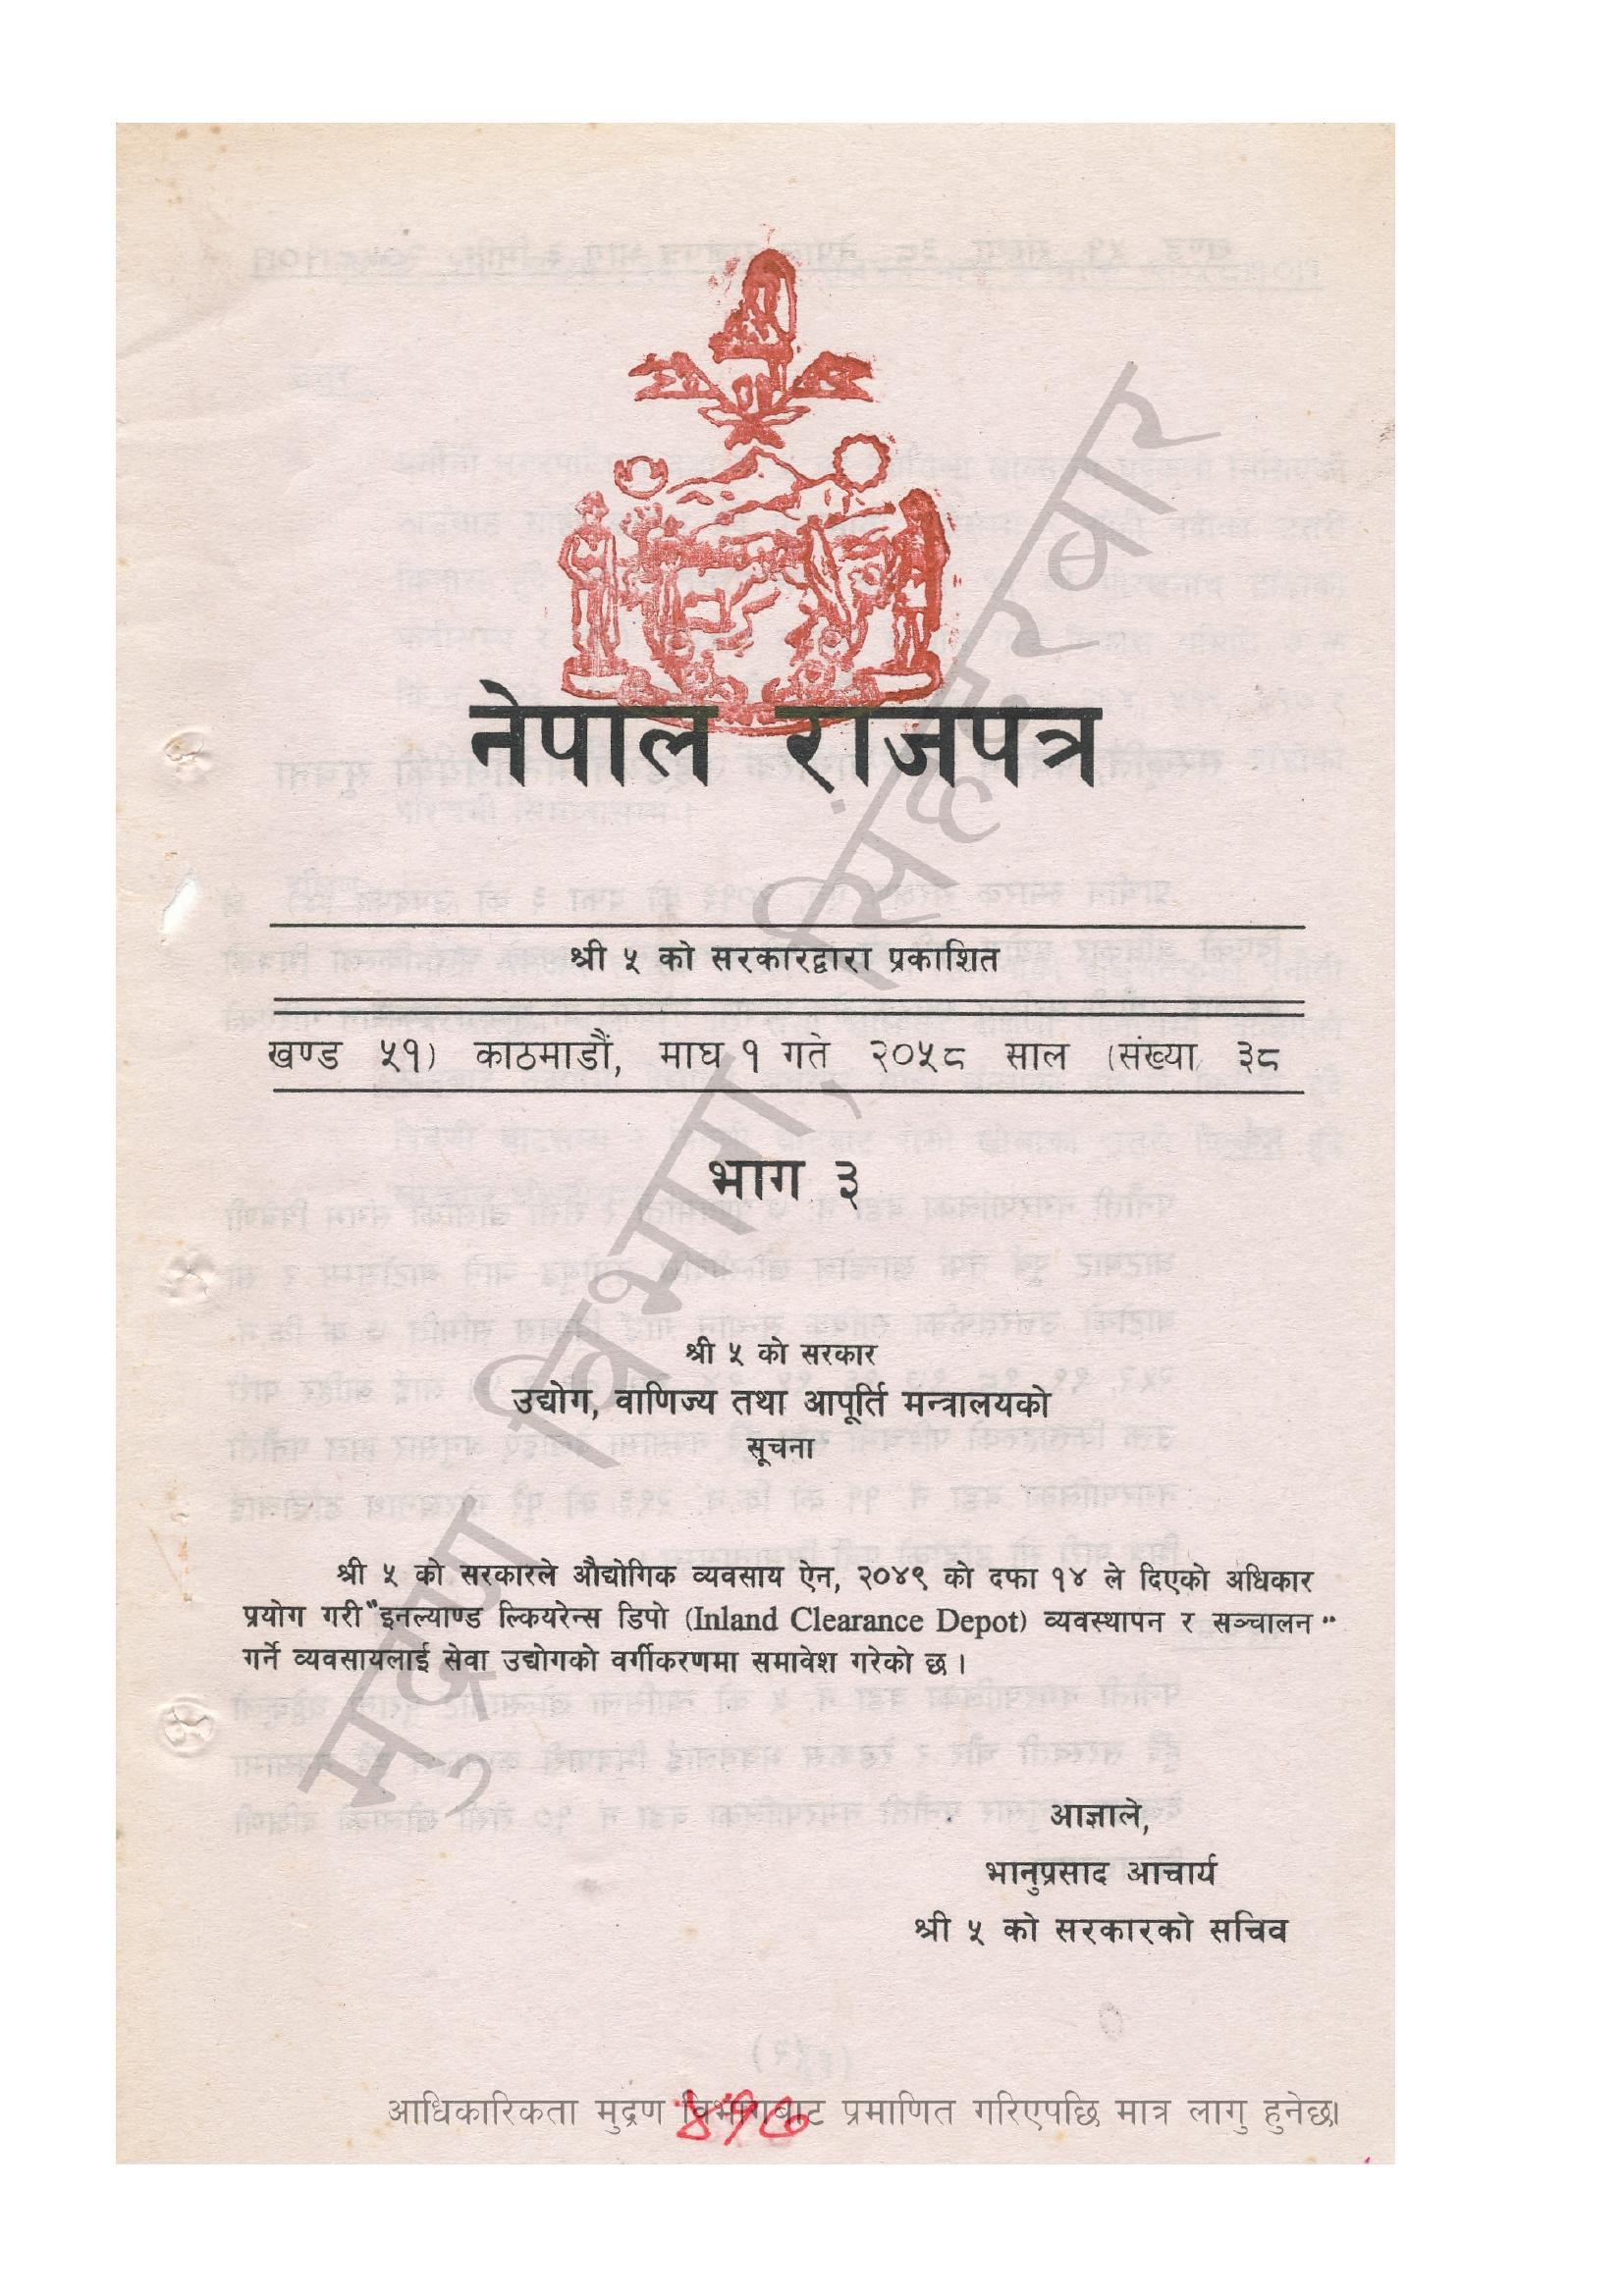 नेपाल राजपत्र
श्री ५ को सरकारद्वारा प्रकाशित
खण्ड ५१) काठमाडौं, माघ १ गते २०५८ साल (संख्या ३८
भाग ३
श्री ५ को सरकार
उद्योग, वाणिज्य तथा आपूर्ति मन्त्रालयको
सूचना
श्री ५ को सरकारले औद्योगिक व्यवसाय ऐन, २०४९ को दफा १४ ले दिएको अधिकार
प्रयोग गरी "इनल्याण्ड ल्कियरेन्स डिपो (Inland Clearance Depot) व्यवस्थापन र सञ्चालन"
गर्ने व्यवसायलाई सेवा उद्योगको वर्गीकरणमा समावेश गरेको छ ।
आज्ञाले,
भानुप्रसाद आचार्य
श्री ५ को सरकारको सचिव
मुद्रण विभाग, सिंहदरवार
आधिकारिकता मुद्रण विभागबाट प्रमाणित गरिएपछि मात्र लागु हुनेछ।
४१७